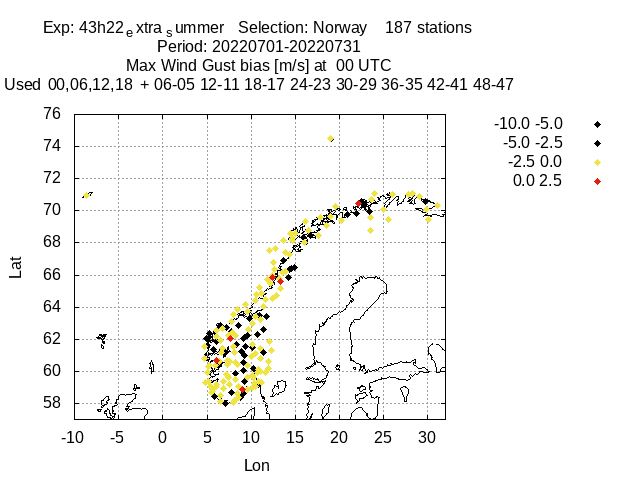 Exp: 43h22extrasummer Selection: Norway 187 stations
Period: 20220701-20220731
Max Wind Gust bias [m/s] at 00 UTC
Used 00,06,12,18 + 06-05 12-11 18-17 24-23 30-29 36-35 42-41 48-47
-10.0 -5.0
-5.0 -2.5
-2.5 0.0
0.0 2.5
76
74
72
70
68
66
64
62
60
58
Lat
-10 -5 0 5 10 15 20 25 30
Lon